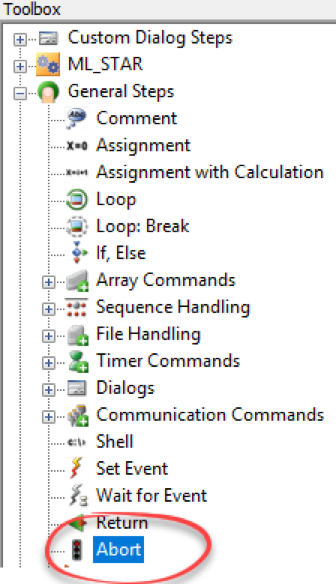 Toolbox
Custom Dialog Steps
ML_STAR
General Steps
Comment
Assignment
Assignment with Calculation
Loop
Loop: Break
If, Else
Array Commands
Sequence Handling
File Handling
Timer Commands
Dialogs
Communication Commands
Shell
Set Event
Wait for Event
Return
Abort